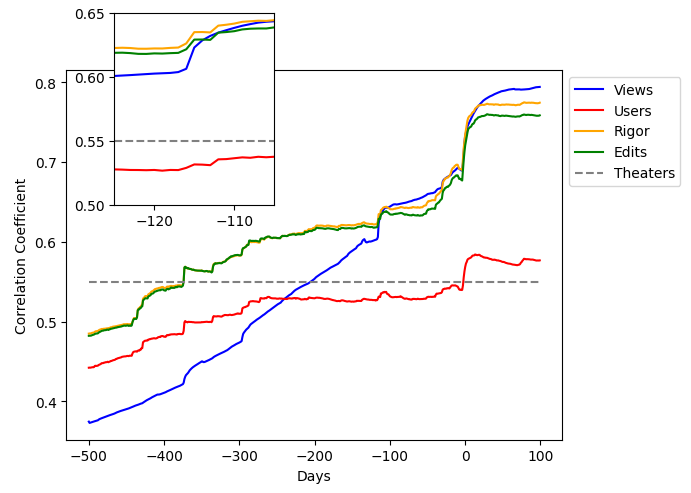 0.65
0.60
0.55
0.50
−120
−110
0.8
0.7
0.6
0.5
0.4
Correlation Coefficient
−500
−400
−300
−200
−100
0
100
Days
Views
Users
Rigor
Edits
Theaters